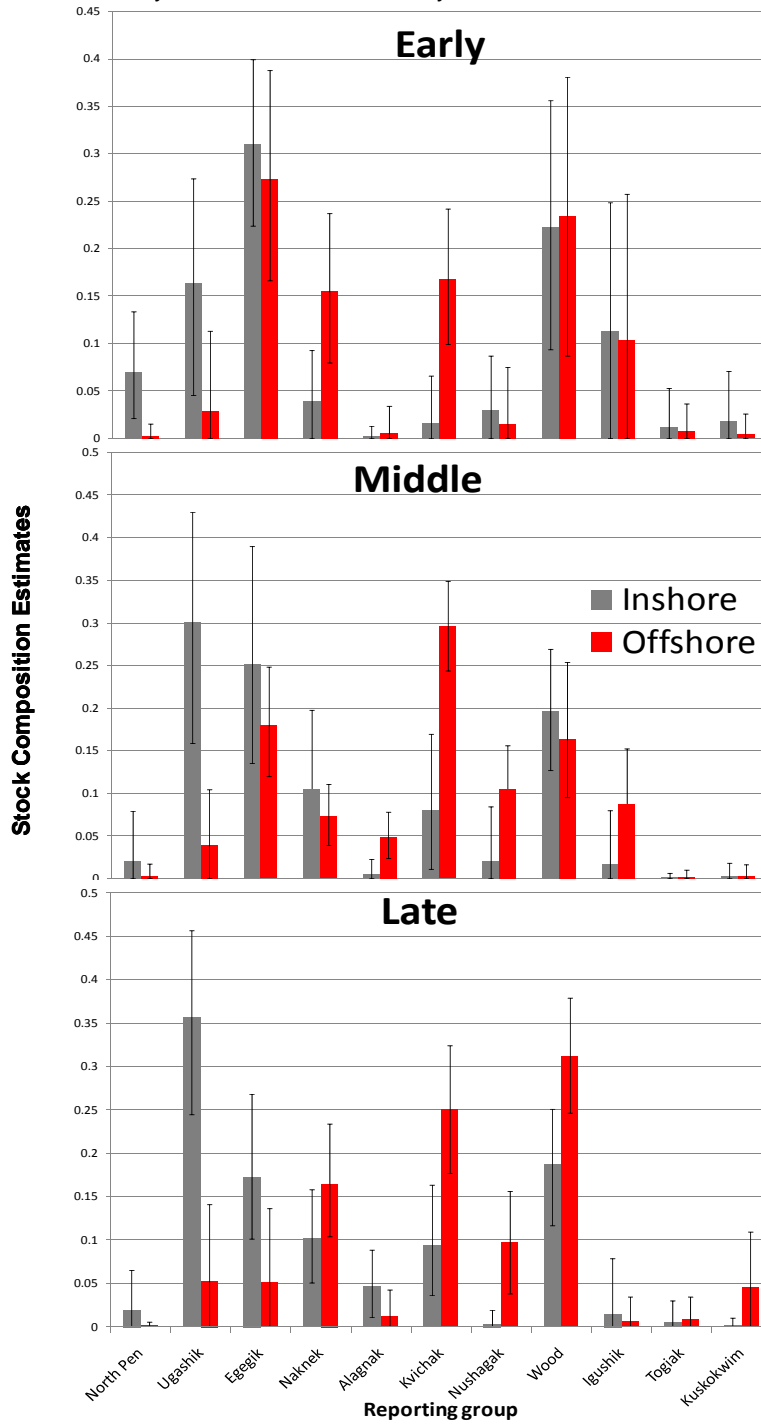 Early
0.45
0.4
0.35
0.3
0.25
0.2
0.15
0.1
0.05
0
Middle
0.5
0.45
0.4
0.35
0.3
0.25
0.2
0.15
0.1
0.05
0
Inshore
Offshore
Stock Composition Estimates
Late
0.5
0.45
0.4
0.35
0.3
0.25
0.2
0.15
0.1
0.05
0
North Pen
Ugashik
Egegik
Naknek
Alagnak
Kvichak
Nushagak
Wood
Igushik
Togiak
Kuskokwim
Reporting group